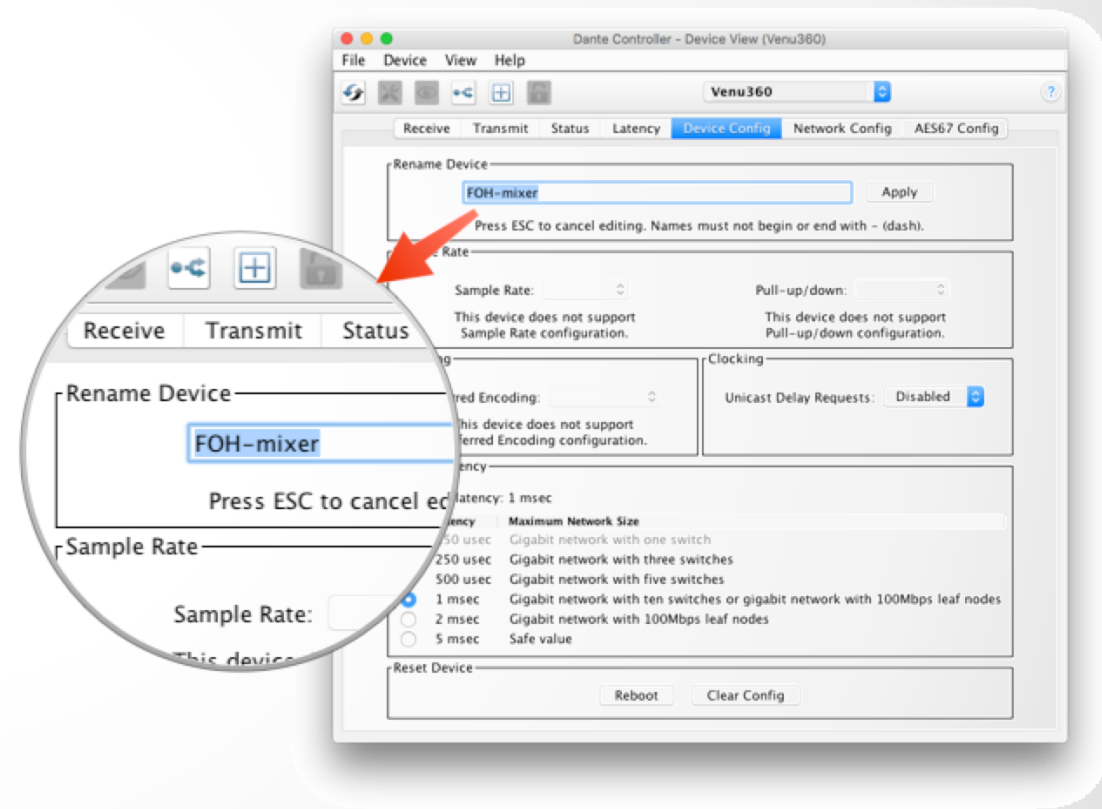 Dante Controller - Device View (Venu360)
File Device View Help
Venu360
?
Receive Transmit Status Latency Device Config Network Config AES67 Config
Rename Device
FOH-mixer
Apply
Press ESC to cancel editing. Names must not begin or end with - (dash).
Rate
Sample Rate:
Pull-up/down:
This device does not support
Sample Rate configuration.
This device does not support
Pull-up/down configuration.
Encoding:
This device does not support
Encoding configuration.
Clocking
Unicast Delay Requests: Disabled
latency: 1 msec
Maximum Network Size
Gigabit network with one switch
250 usec Gigabit network with three switches
500 usec Gigabit network with five switches
1 msec Gigabit network with ten switches or gigabit network with 100Mbps leaf nodes
2 msec Gigabit network with 100Mbps leaf nodes
5 msec Safe value
Reset Device
Reboot Clear Config
Receive Transmit Status
Rename Device
FOH-mixer
Press ESC to cancel ed
Sample Rate
Sample Rate:
This device